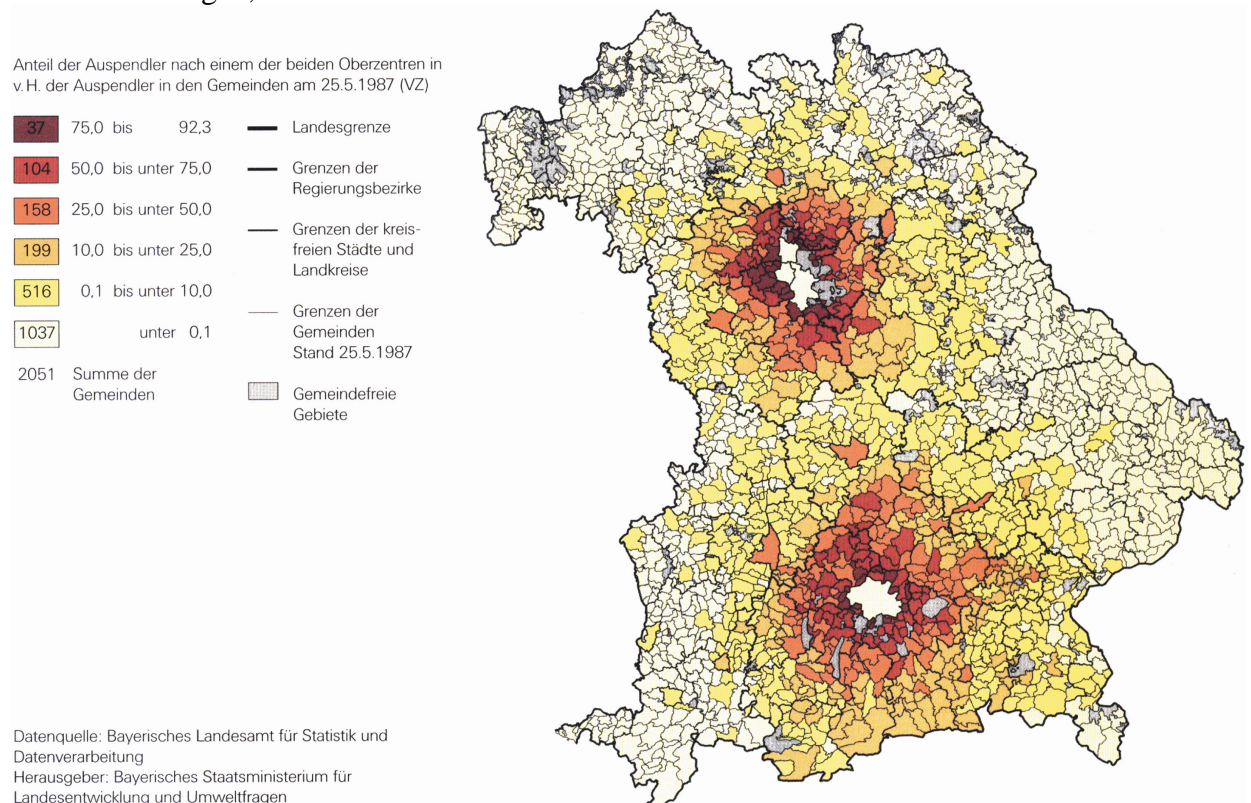 Anteil der Auspendler nach einem der beiden Oberzentren in
v. H. der Auspendler in den Gemeinden am 25.5.1987 (VZ)
37 75,0 bis 92,3
104 50,0 bis unter 75,0
158 25,0 bis unter 50,0
199 10,0 bis unter 25,0
516 0,1 bis unter 10,0
1037 unter 0,1
2051 Summe der
Gemeinden
Landesgrenze
Grenzen der
Regierungsbezirke
Grenzen der kreis-
freien Städte und
Landkreise
Grenzen der
Gemeinden
Stand 25.5.1987
Gemeindefreie
Gebiete
Datenquelle: Bayerisches Landesamt für Statistik und
Datenverarbeitung
Herausgeber: Bayerisches Staatsministerium für
Landesentwicklung und Umweltfragen